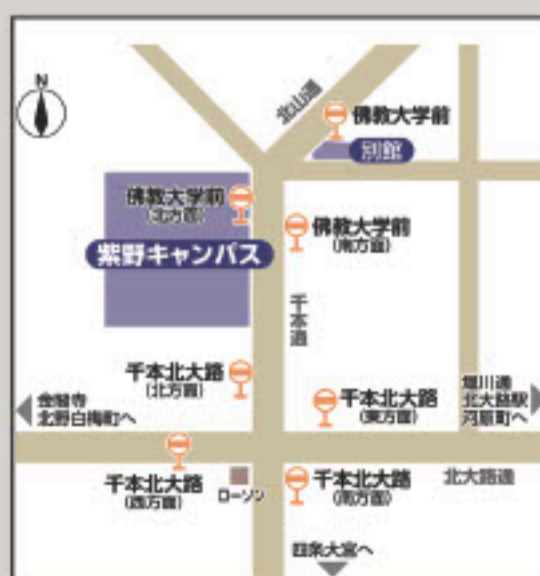 N
北山通
佛教大学前
別館
佛教大学前
(北方面)
佛教大学前
(南方面)
紫野キャンパス
千本通
千本北大路
(北方面)
千本北大路
(東方面)
堀川通
北大路駅
河原町へ
金閣寺
北野白梅町へ
千本北大路
(西方面)
ローソン
千本北大路
(南方面)
北大路通
四条大宮へ